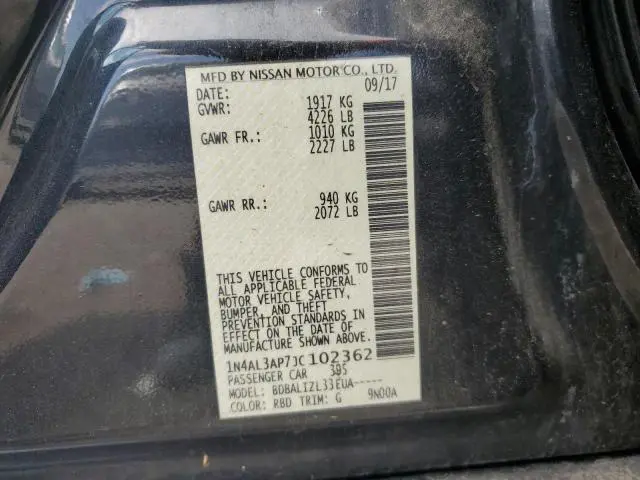 MFD BY NISSAN MOTOR CO., LTD.
DATE: 09/17
GVWR: 1917 KG
4226 LB
GAWR FR.: 1010 KG
2227 LB
GAWR RR.: 940 KG
2072 LB
THIS VEHICLE CONFORMS TO
ALL APPLICABLE FEDERAL
MOTOR VEHICLE SAFETY,
BUMPER, AND THEFT
PREVENTION STANDARDS IN
EFFECT ON THE DATE OF
MANUFACTURE SHOWN ABOVE.
1N4AL3AP7JC102362
PASSENGER CAR 395
MODEL: BDBALIZL33EUA-----
COLOR: RBD TRIM: G 9N00A